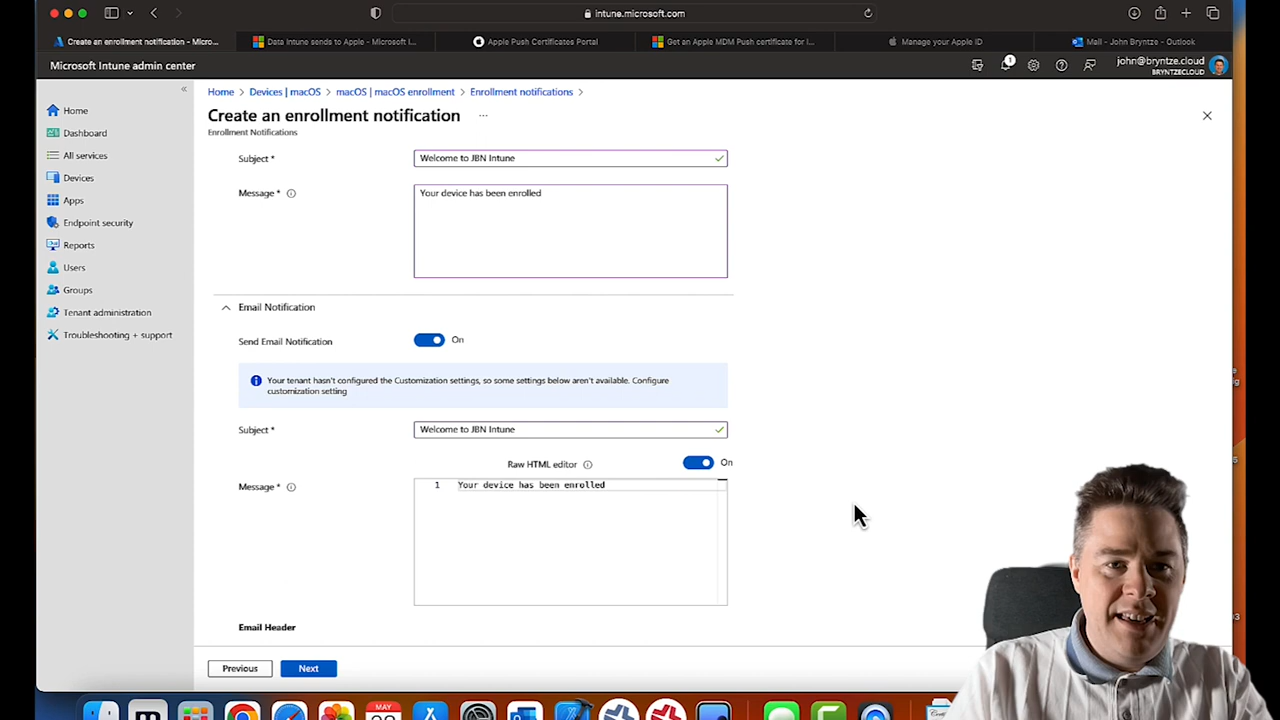 intune.microsoft.com
Create an enrollment notification - Micro...
Data Intune sends to Apple - Microsoft I...
Apple Push Certificates Portal
Get an Apple MDM Push certificate for i...
Manage your Apple ID
Mail - John Bryntze - Outlook
Microsoft Intune admin center
1
john@bryntze.cloud
BRYNTZECLOUD
«
Home
Dashboard
All services
Devices
Apps
Endpoint security
Reports
Users
Groups
Tenant administration
Troubleshooting + support
Home > Devices | macOS > macOS | macOS enrollment > Enrollment notifications >
Create an enrollment notification ...
Enrollment Notifications
Subject *
Welcome to JBN Intune
Message *
Your device has been enrolled
Email Notification
Send Email Notification
On
Your tenant hasn't configured the Customization settings, so some settings below aren't available. Configure
customization setting
Subject *
Welcome to JBN Intune
Raw HTML editor
On
Message *
1 Your device has been enrolled
Email Header
Previous
Next
MAY